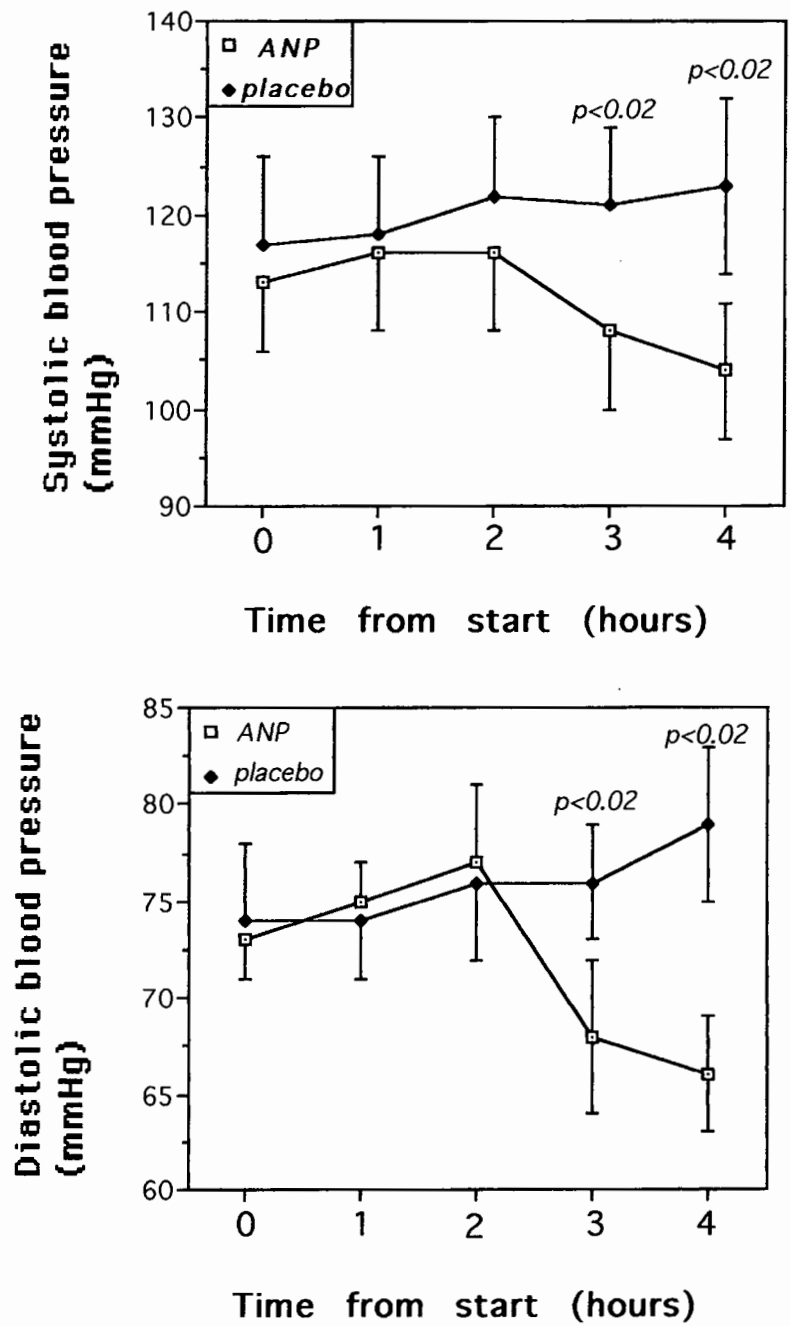 Systolic blood pressure
(mmHg)
140
130
120
110
100
90
ANP
placebo
p<0.02
p<0.02
0 1 2 3 4
Time from start (hours)
Diastolic blood pressure
(mmHg)
85
80
75
70
65
60
ANP
placebo
p<0.02
p<0.02
0 1 2 3 4
Time from start (hours)